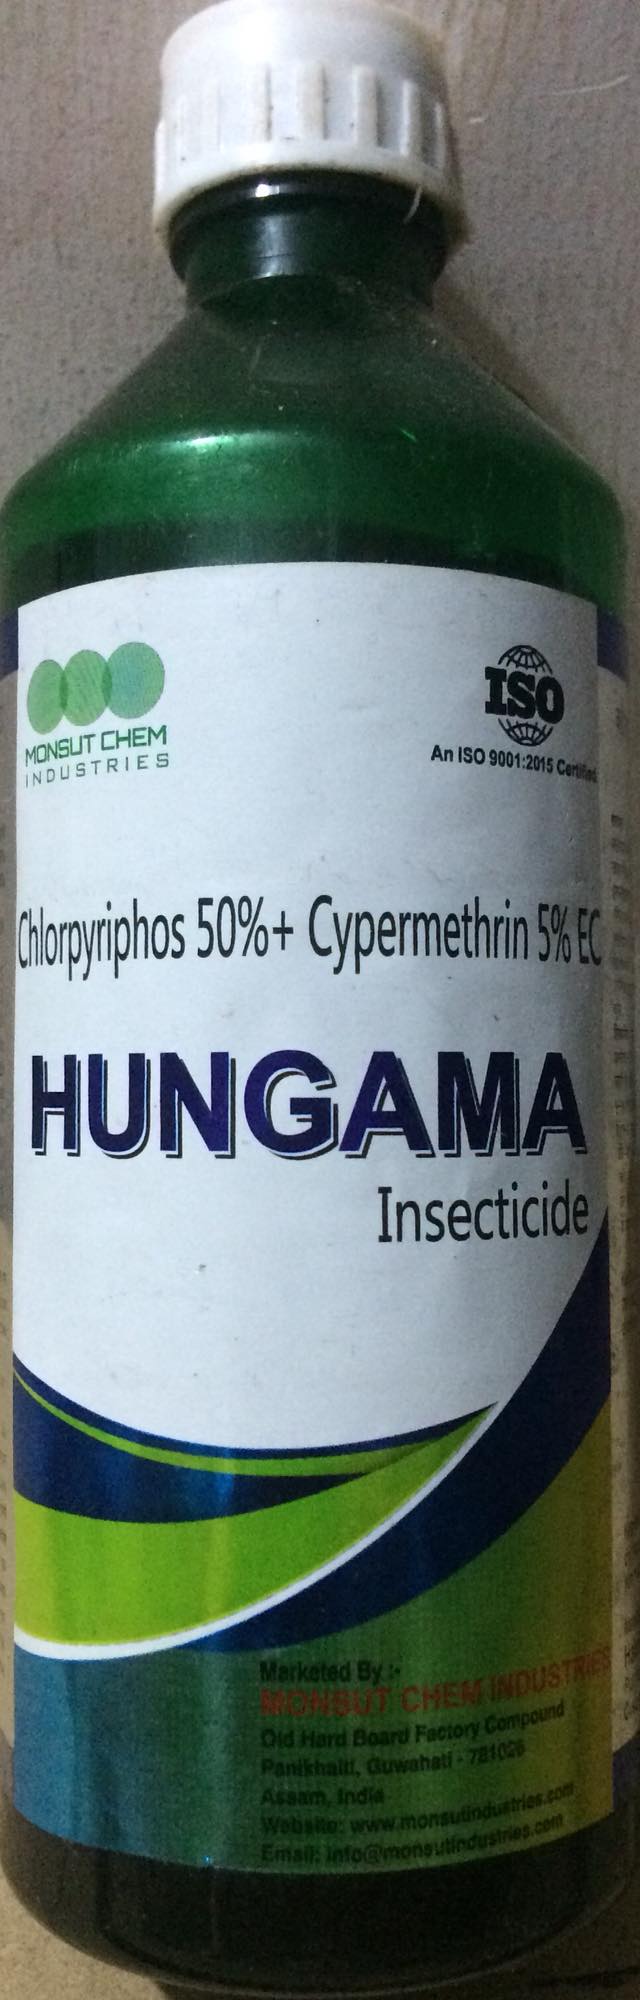 MONSUT CHEM
INDUSTRIES
ISO
An ISO 9001:2015 Certified
Chlorpyriphos 50%+ Cypermethrin 5% EC
HUNGAMA
Insecticide
Marketed By :-
MONSUT CHEM INDUSTRIES
Old Hard Board Factory Compound
Panikhaiti, Guwahati - 781026
Assam, India
Website: www.monsutindustries.com
Email: info@monsutindustries.com